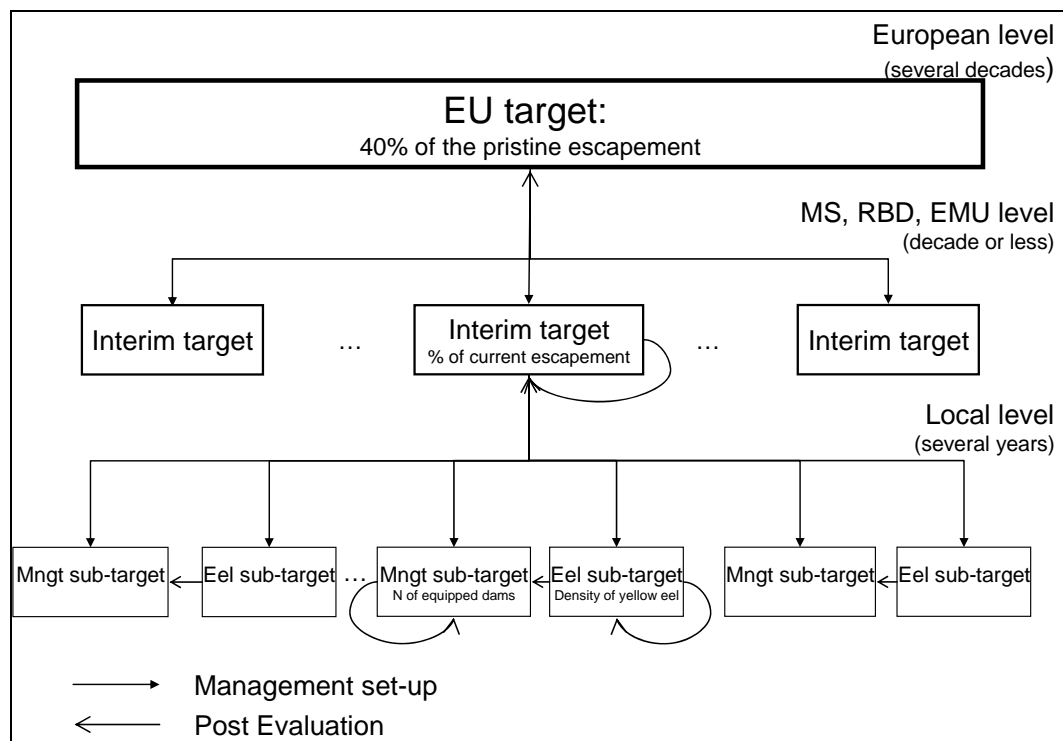 European level
(several decades)
EU target:
40% of the pristine escapement
MS, RBD, EMU level
(decade or less)
Interim target
...
Interim target
% of current escapement
...
Interim target
Local level
(several years)
Mngt sub-target
Eel sub-target
...
Mngt sub-target
N of equipped dams
Eel sub-target
Density of yellow eel
Mngt sub-target
Eel sub-target
Management set-up
Post Evaluation